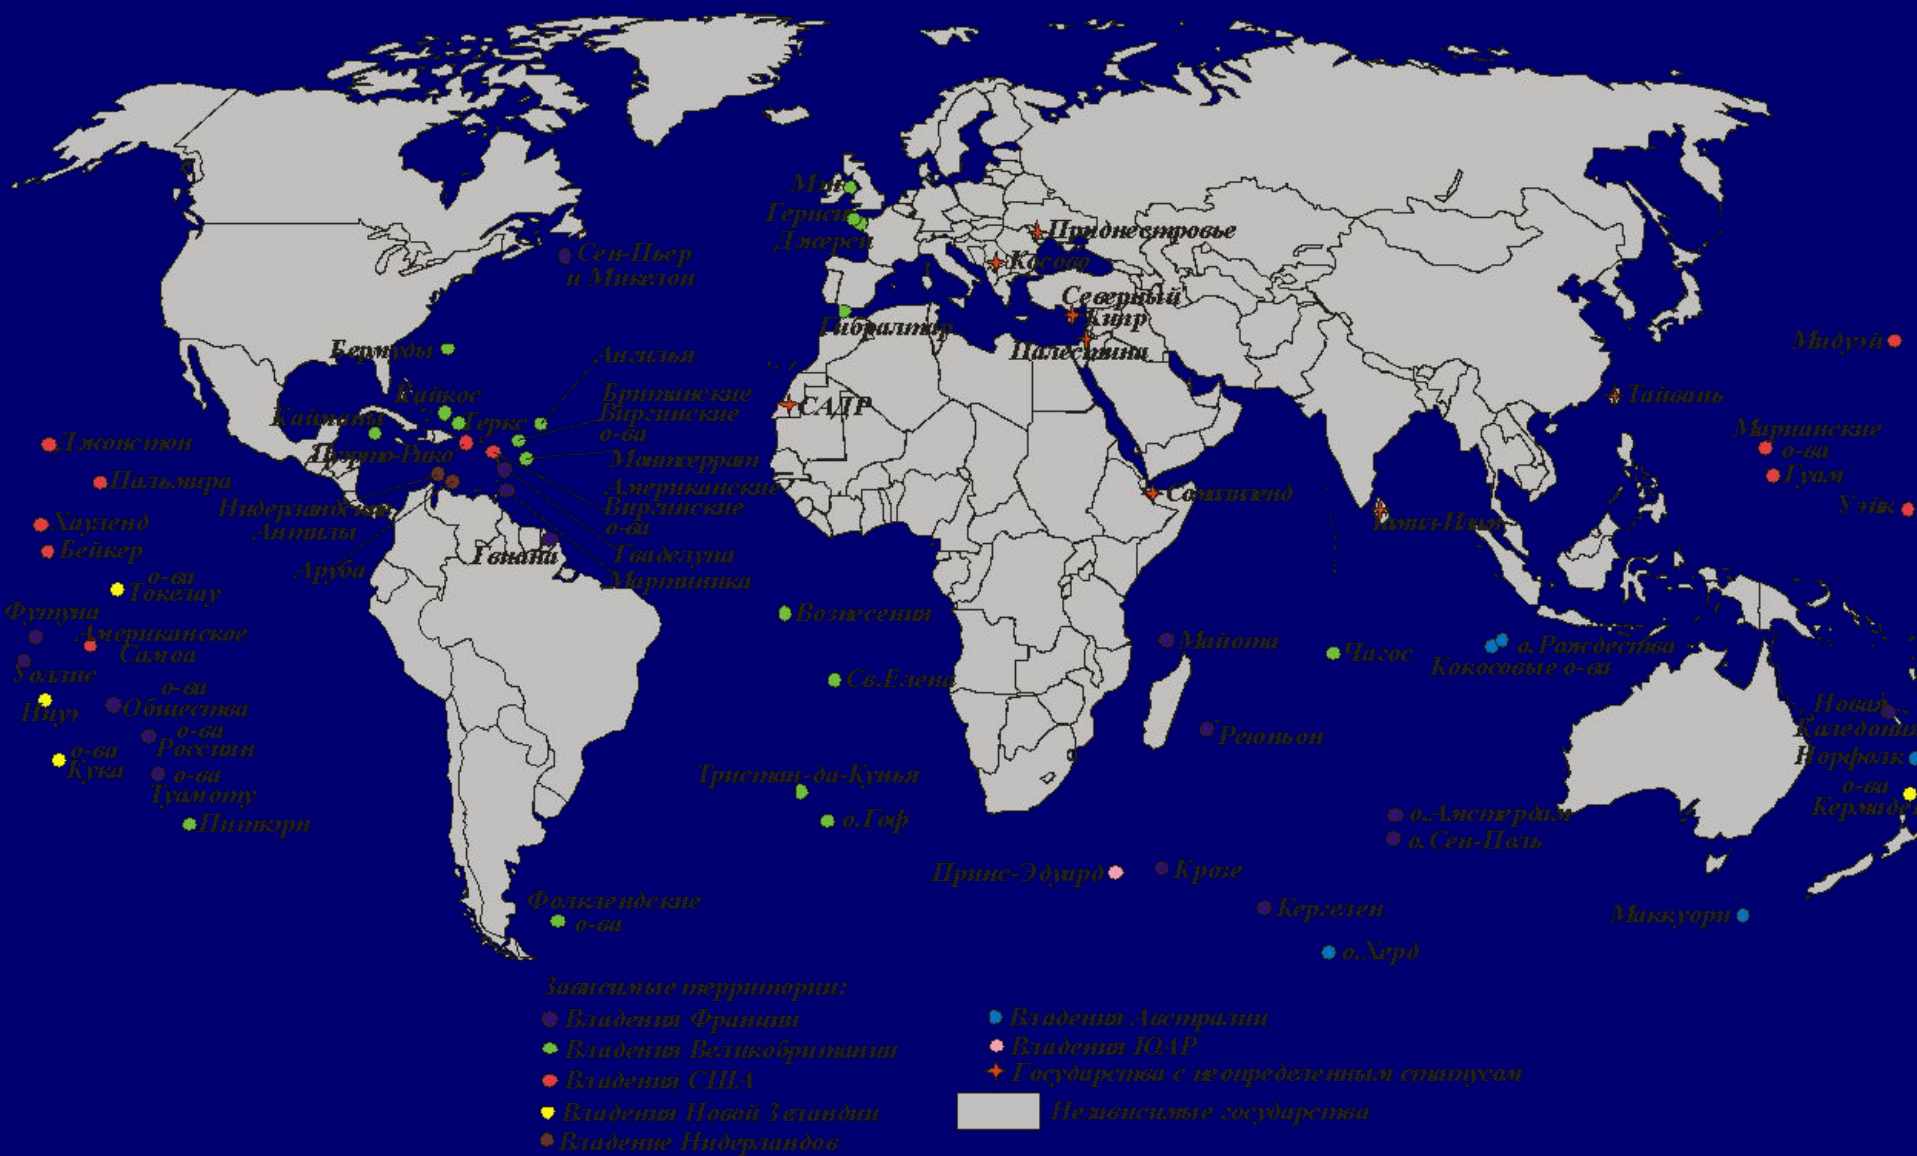 Мэн
Гернси
Джерси
Приднестровье
Сен-Пьер
и Микелон
Косово
Северный
Кипр
Гибралтар
Палестина
Бермуды
Ангилья
Мидуэй
Кайкос
Британские
Виргинские
о-ва
Кайманы
Теркс
САДР
Тайвань
Джонстон
Пуэрто-Рико
Монтсеррат
Марианские
о-ва
Пальмира
Американские
Виргинские
о-ва
Гуам
Нидерландские
Антилы
Сомалиленд
Уэйк
Хауленд
Бейкер
Гвиана
Гваделупа
Аруба
Мартиника
о-ва
Токелау
Футуна
Американское
Самоа
Вознесения
Майотта
Чагос
о.Рождества
Кокосовые о-ва
Уоллис
о-ва
Общества
Св.Елена
Ниуэ
о-ва
Россиян
Реюньон
Новая
Каледония
о-ва
Кука
о-ва
Туамоту
Тристан-да-Кунья
Норфолк
о-ва
Питкэрн
о.Гоф
о.Амстердам
о.Сен-Поль
Принс-Эдуард
Крозе
Фолклендские
о-ва
Кергелен
Маккуори
о.Херд
Зависимые территории:
Владения Франции
Владения Великобритании
Владения США
Владения Новой Зеландии
Владение Нидерландов
Владения Австралии
Владения ЮАР
Государства с неопределенным статусом
Независимые государства